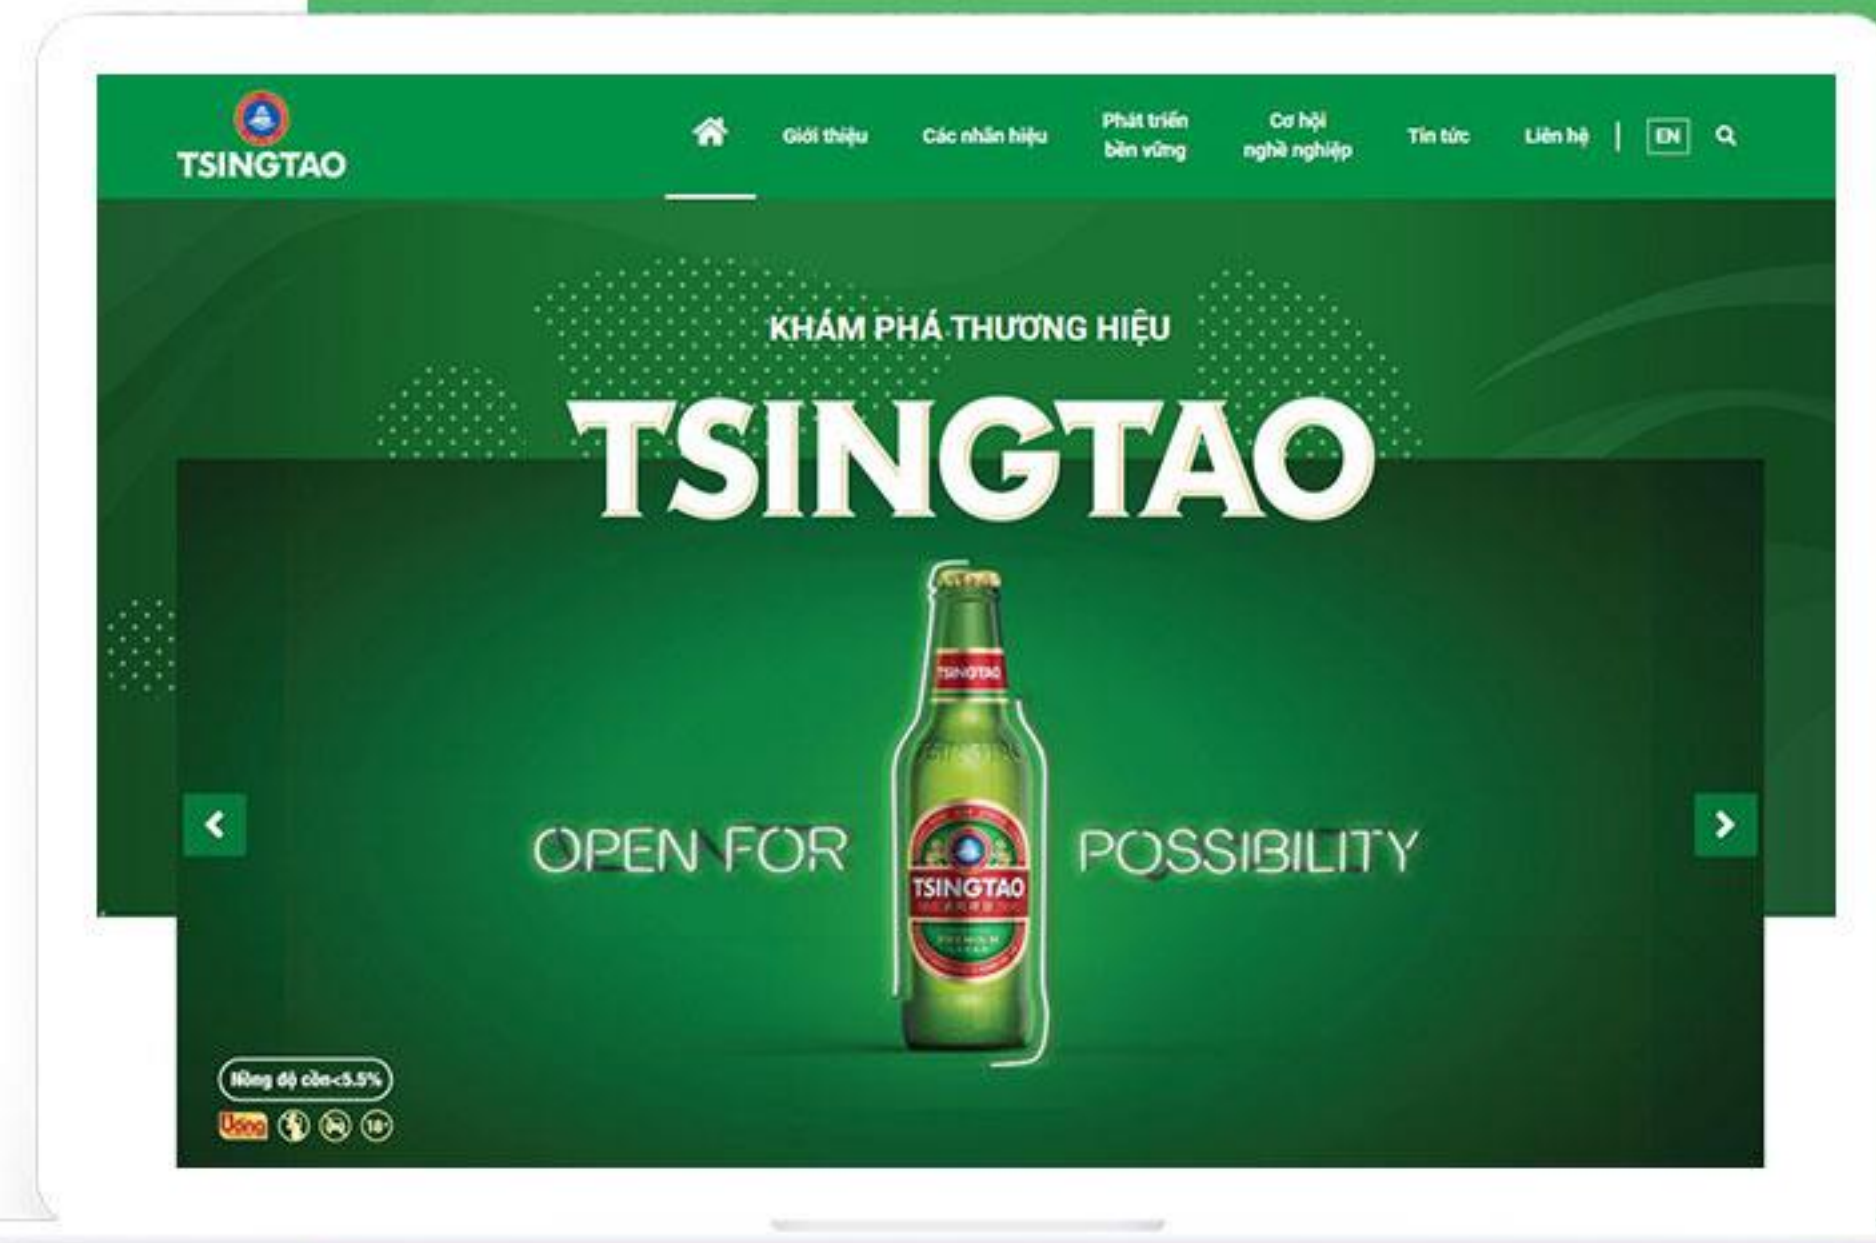 TSINGTAO
Giới thiệu
Các nhãn hiệu
Phát triển
bền vững
Cơ hội
nghề nghiệp
Tin tức
Liên hệ
EN
KHÁM PHÁ THƯƠNG HIỆU
TSINGTAO
TSINGTAO
OPEN FOR
POSSIBILITY
TSINGTAO
Nồng độ cồn<5.5%
Uống
18+